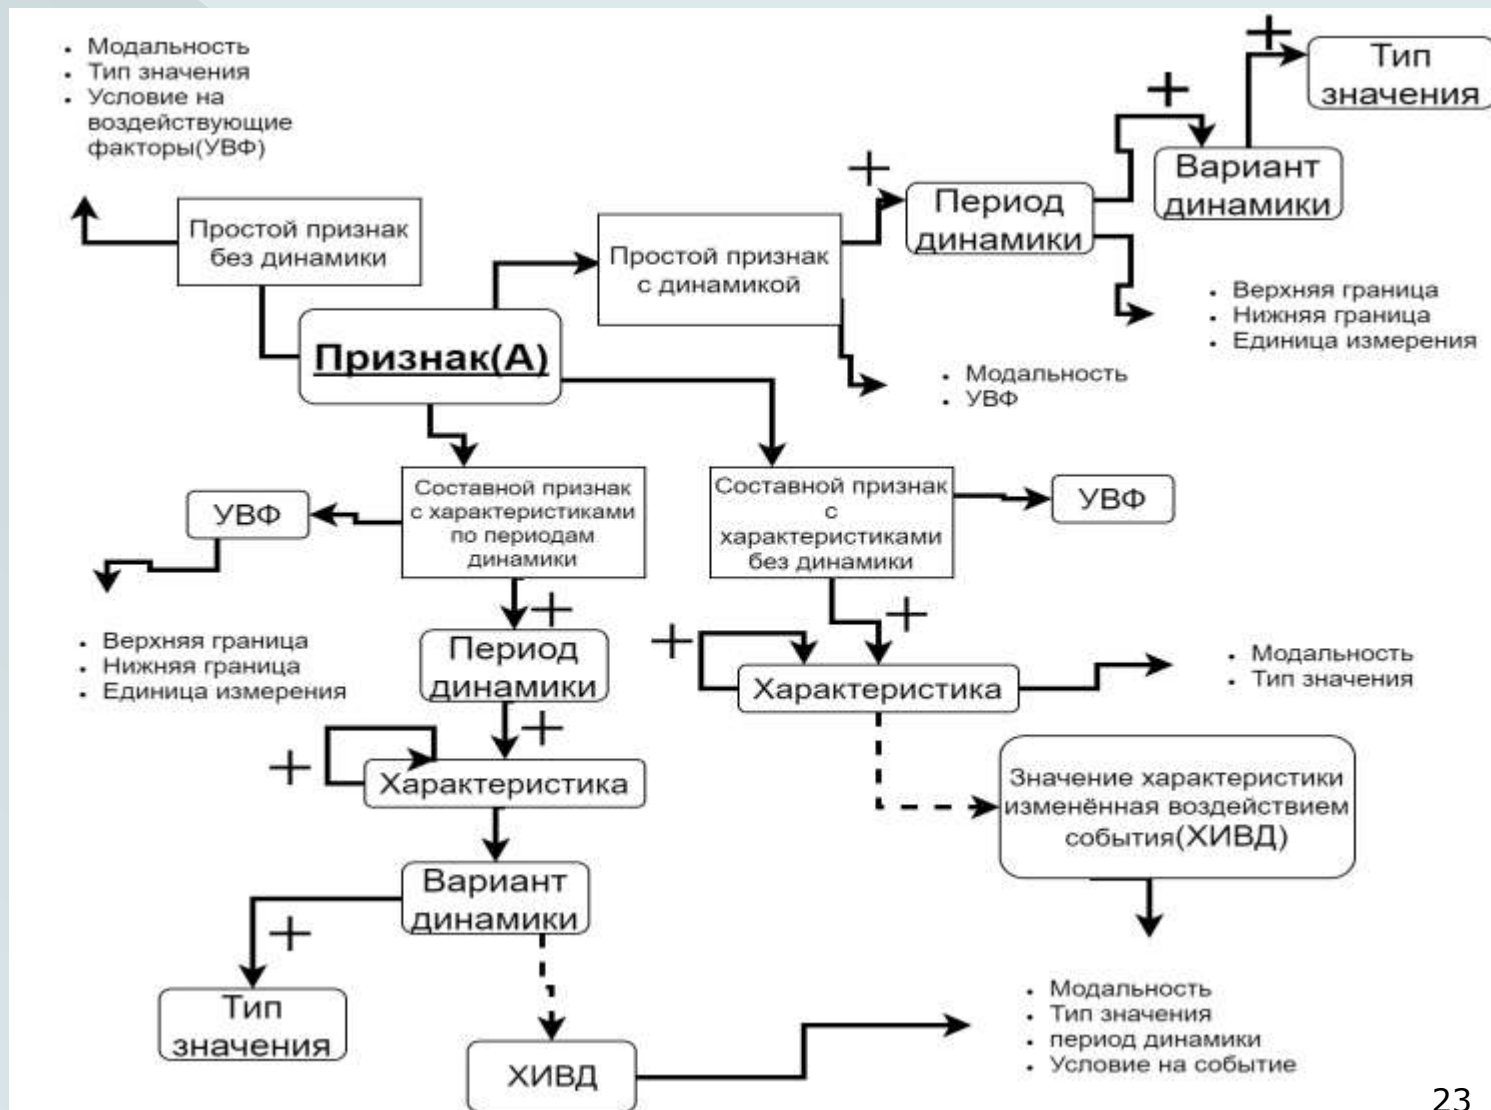 • Модальность
• Тип значения
• Условие на
воздействующие
факторы(УВФ)
Тип
значения
Вариант
динамики
Период
динамики
Простой признак
без динамики
Простой признак
с динамикой
• Верхняя граница
• Нижняя граница
• Единица измерения
Признак(А)
• Модальность
• УВФ
УВФ
Составной признак
с характеристиками
по периодам
динамики
Составной признак
с
характеристиками
без динамики
УВФ
• Верхняя граница
• Нижняя граница
• Единица измерения
Период
динамики
Характеристика
• Модальность
• Тип значения
Характеристика
Значение характеристики
изменённая воздействием
события(ХИВД)
Вариант
динамики
Тип
значения
ХИВД
• Модальность
• Тип значения
• период динамики
• Условие на событие
23